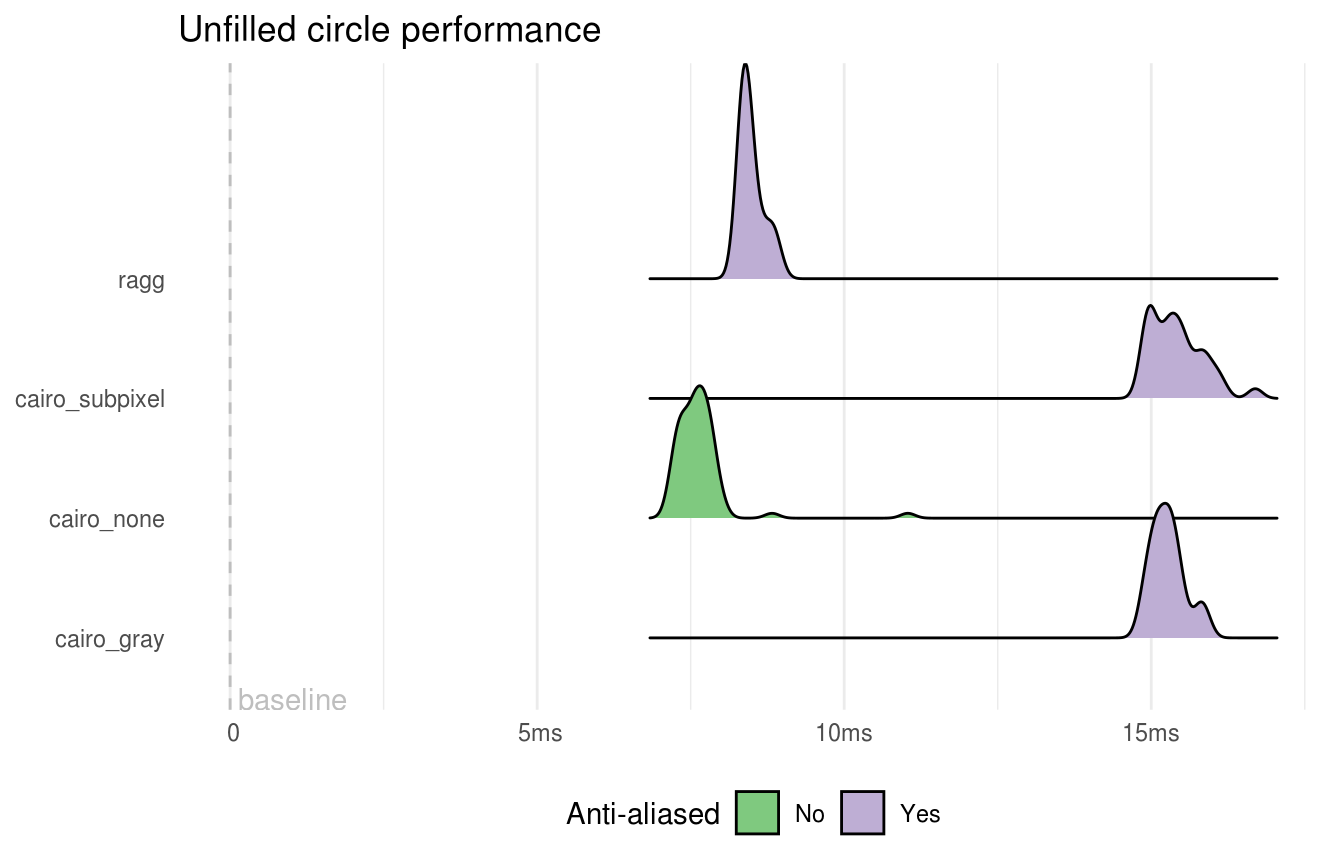 Unfilled circle performance
ragg
cairo_subpixel
cairo_none
cairo_gray
baseline
0 5ms 10ms 15ms
Anti-aliased No Yes